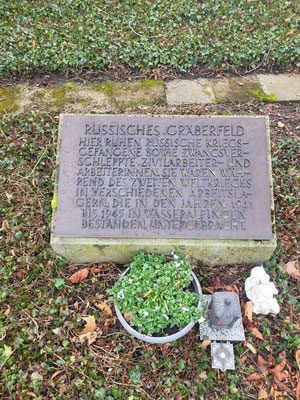 RUSSISCHES GRÄBERFELD
HIER RUHEN RUSSISCHE KRIEGS-
GEFANGENE SOWIE ZWANGSVER-
SCHLEPPTE ZIVILARBEITER- UND
ARBEITERINNEN. SIE WAREN WÄH-
REND DES ZWEITEN WELTKRIEGES
IN VERSCHIEDENEN ARBEITSLA-
GERN, DIE IN DEN JAHREN 1941
BIS 1945 IN WASSERALFINGEN
BESTANDEN, UNTERGEBRACHT.